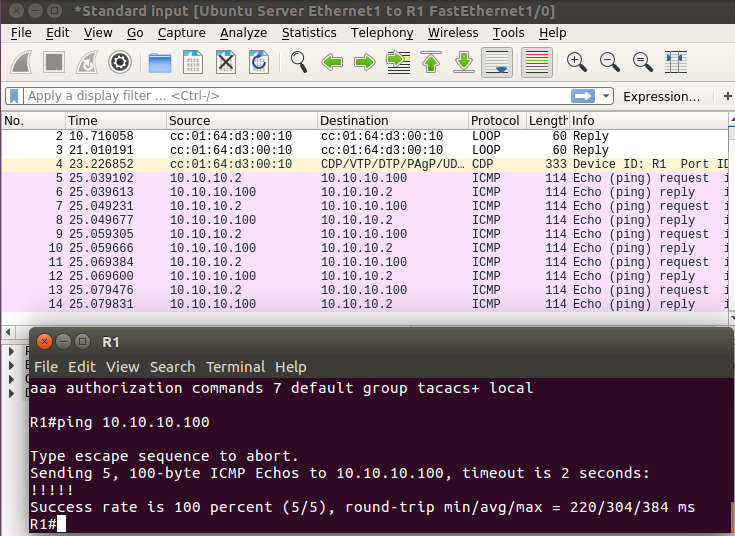 *Standard input [Ubuntu Server Ethernet1 to R1 FastEthernet1/0]
File Edit View Go Capture Analyze Statistics Telephony Wireless Tools Help
Apply a display filter ... <Ctrl-/> Expression... +
No. Time Source Destination Protocol Length Info
2 10.716058 cc:01:64:d3:00:10 cc:01:64:d3:00:10 LOOP 60 Reply
3 21.010191 cc:01:64:d3:00:10 cc:01:64:d3:00:10 LOOP 60 Reply
4 23.226852 cc:01:64:d3:00:10 CDP/VTP/DTP/PAgP/UD... CDP 333 Device ID: R1 Port ID
5 25.039102 10.10.10.2 10.10.10.100 ICMP 114 Echo (ping) request
6 25.039613 10.10.10.100 10.10.10.2 ICMP 114 Echo (ping) reply
7 25.049231 10.10.10.2 10.10.10.100 ICMP 114 Echo (ping) request
8 25.049677 10.10.10.100 10.10.10.2 ICMP 114 Echo (ping) reply
9 25.059305 10.10.10.2 10.10.10.100 ICMP 114 Echo (ping) request
10 25.059666 10.10.10.100 10.10.10.2 ICMP 114 Echo (ping) reply
11 25.069384 10.10.10.2 10.10.10.100 ICMP 114 Echo (ping) request
12 25.069600 10.10.10.100 10.10.10.2 ICMP 114 Echo (ping) reply
13 25.079476 10.10.10.2 10.10.10.100 ICMP 114 Echo (ping) request
14 25.079831 10.10.10.100 10.10.10.2 ICMP 114 Echo (ping) reply
R1
File Edit View Search Terminal Help
aaa authorization commands 7 default group tacacs+ local
R1#ping 10.10.10.100
Type escape sequence to abort.
Sending 5, 100-byte ICMP Echos to 10.10.10.100, timeout is 2 seconds:
!!!!!
Success rate is 100 percent (5/5), round-trip min/avg/max = 220/304/384 ms
R1#